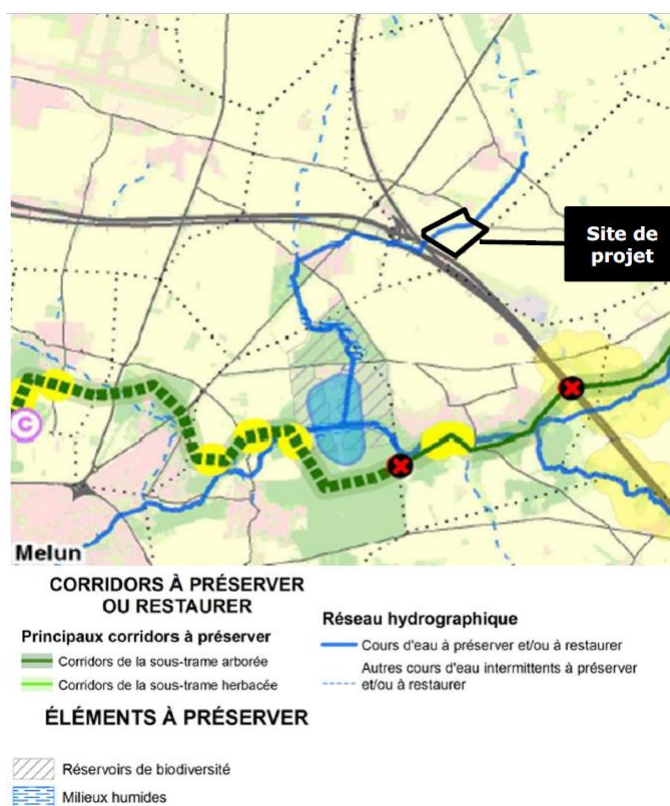 Site de
projet
C
Melun
CORRIDORS À PRÉSERVER
OU RESTAURER
Principaux corridors à préserver
Corridors de la sous-trame arborée
Corridors de la sous-trame herbacée
Réseau hydrographique
Cours d'eau à préserver et/ou à restaurer
Autres cours d'eau intermittents à préserver
et/ou à restaurer
ÉLÉMENTS À PRÉSERVER
Réservoirs de biodiversité
Milieux humides